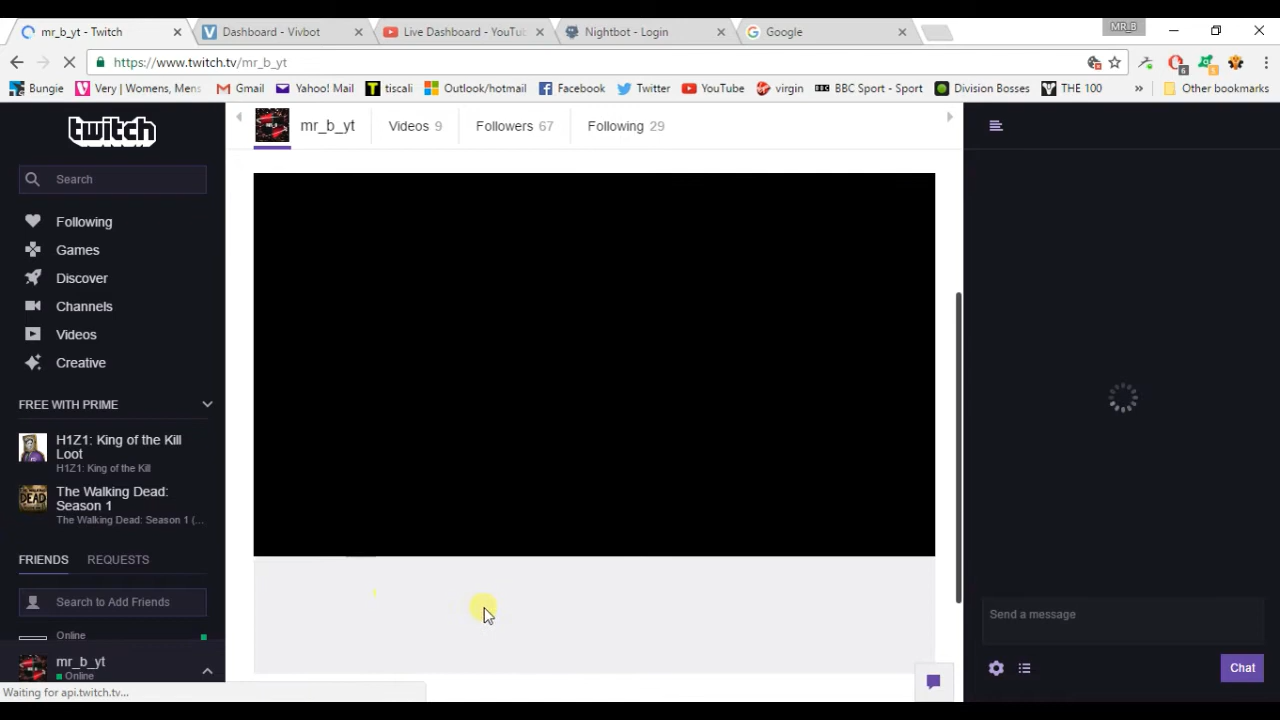 mr_b_yt - Twitch
Dashboard - Vivbot
Live Dashboard - YouTu
Nightbot - Login
Google
MR_B
https://www.twitch.tv/mr_b_yt
6
Bungie
Very | Womens, Mens
Gmail
Yahoo! Mail
tiscali
Outlook/hotmail
Facebook
Twitter
YouTube
virgin
BBC Sport - Sport
Division Bosses
THE 100
»
Other bookmarks
twitch
Search
Following
Games
Discover
Channels
Videos
Creative
FREE WITH PRIME
H1Z1: King of the Kill
Loot
H1Z1: King of the Kill
The Walking Dead:
Season 1
The Walking Dead: Season 1 (...
FRIENDS REQUESTS
Search to Add Friends
Online
mr_b_yt
Online
Waiting for api.twitch.tv...
mr_b_yt
Videos 9
Followers 67
Following 29
Send a message
Chat